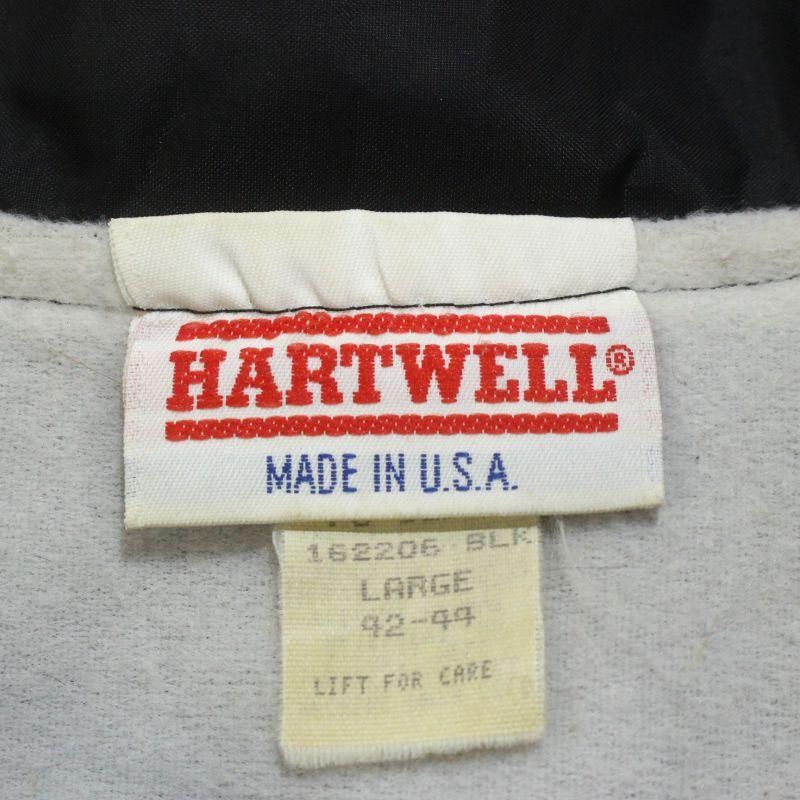 HARTWELL®
MADE IN U.S.A.
162206 BLK
LARGE
42-44
LIFT FOR CARE